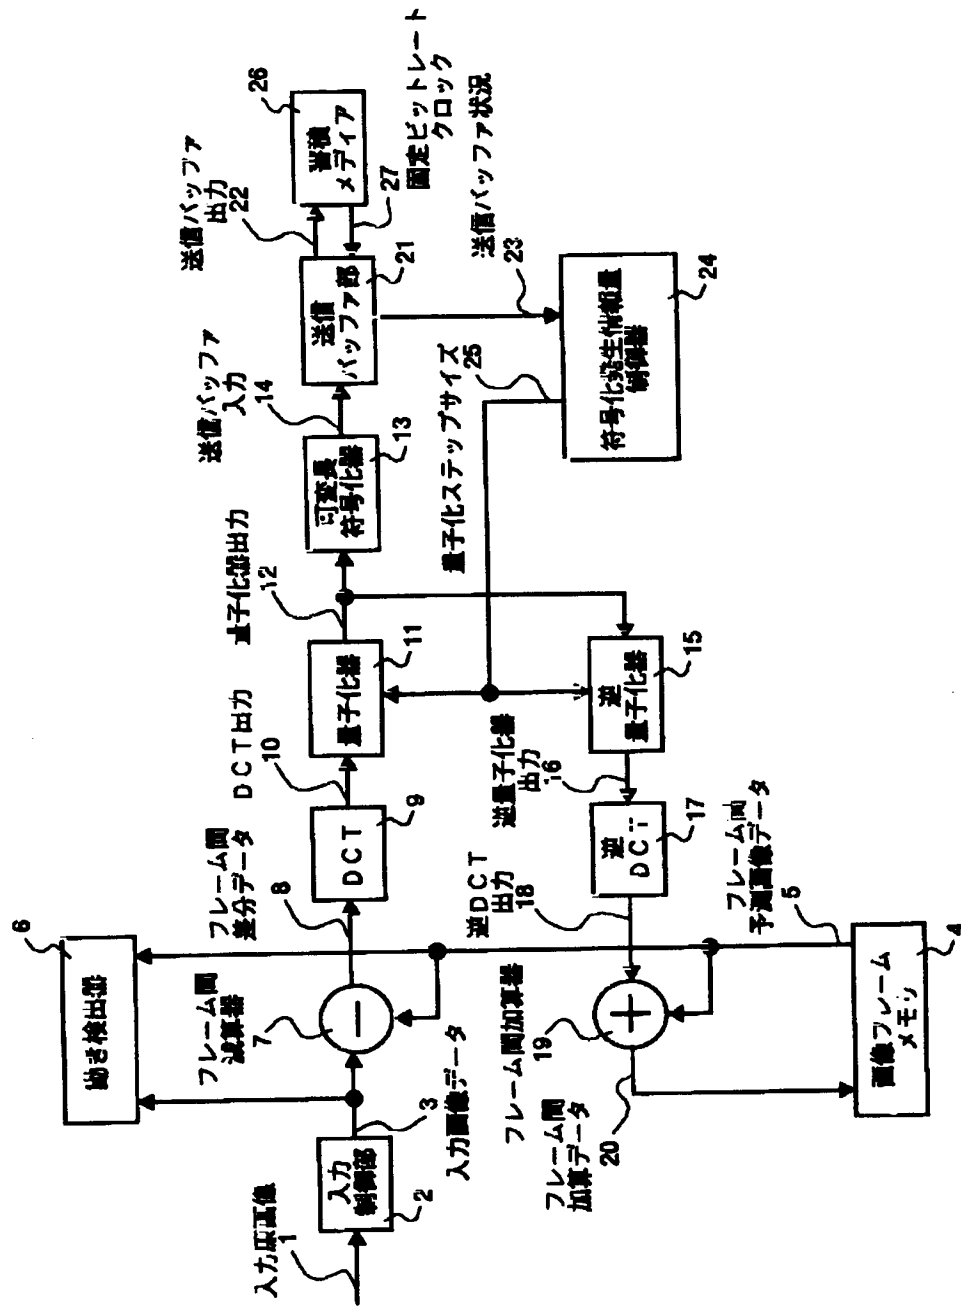 入力原画像
1
入力
制御部
2
3
入力画像データ
動き検出器
6
フレーム間
減算器
7
フレーム間
差分データ
8
DCT
9
DCT出力
10
量子化器
11
量子化器出力
12
可変長
符号化器
13
送信バッファ
入力
14
送信
バッファ部
21
送信バッファ
出力
22
蓄積
メディア
26
27
固定ビットレート
クロック
送信バッファ状況
23
符号化発生情報量
制御器
24
量子化ステップサイズ
25
逆
量子化器
15
逆量子化器
出力
16
逆
DCT
17
逆DCT
出力
18
フレーム間加算器
19
フレーム間
加算データ
20
フレーム間
予測画像データ
5
画像フレーム
メモリ
4